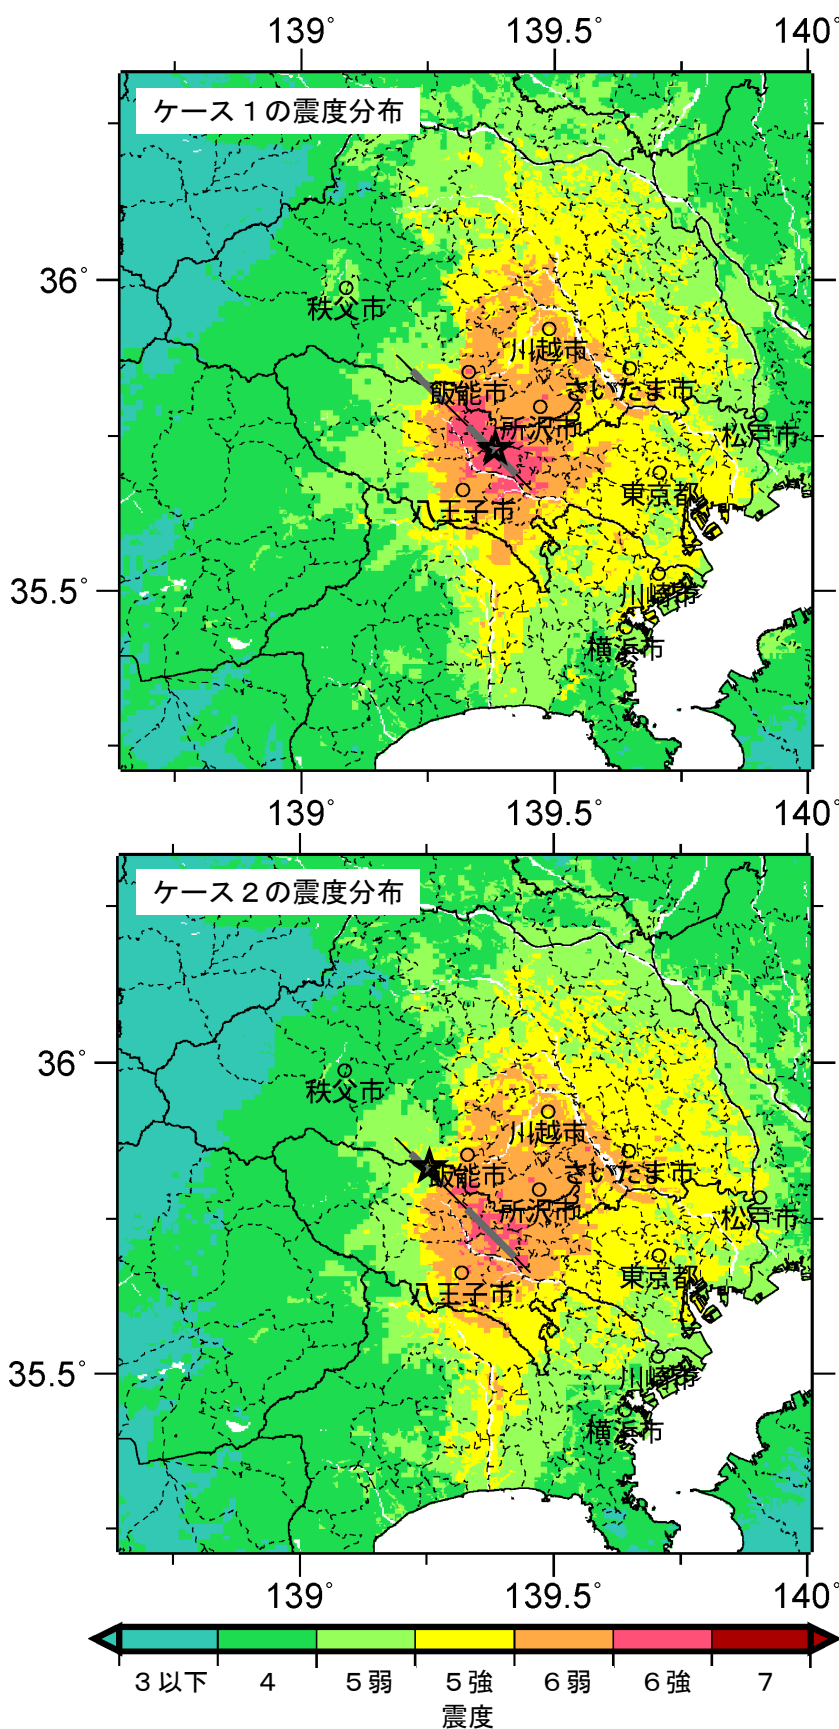 139° 139.5° 140°
ケース１の震度分布
36°
秩父市
川越市
飯能市 さいたま市
所沢市
松戸市
東京都
八王子市
35.5°
川崎市
横浜市
139° 139.5° 140°
ケース２の震度分布
36°
秩父市
川越市
飯能市 さいたま市
所沢市
松戸市
東京都
八王子市
35.5°
川崎市
横浜市
139° 139.5° 140°
３以下 ４ ５弱 ５強 ６弱 ６強 ７
震度